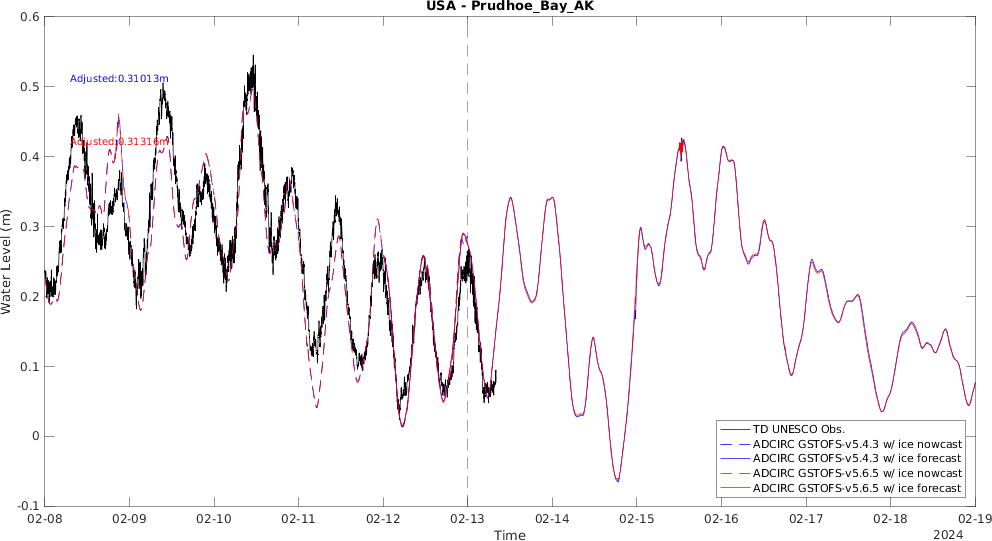 USA - Prudhoe_Bay_AK
0.6
0.5
0.4
0.3
0.2
0.1
0
-0.1
Water Level (m)
Adjusted:0.31013m
Adjusted:0.31316m
TD UNESCO Obs.
ADCIRC GSTOFS-v5.4.3 w/ ice nowcast
ADCIRC GSTOFS-v5.4.3 w/ ice forecast
ADCIRC GSTOFS-v5.6.5 w/ ice nowcast
ADCIRC GSTOFS-v5.6.5 w/ ice forecast
02-08 02-09 02-10 02-11 02-12 02-13 02-14 02-15 02-16 02-17 02-18 02-19
Time
2024